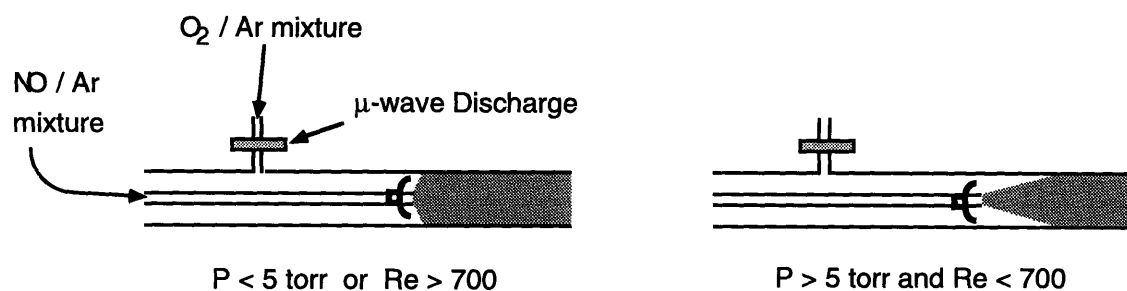 O₂ / Ar mixture
NO / Ar
mixture
μ-wave Discharge
P < 5 torr or Re > 700
P > 5 torr and Re < 700